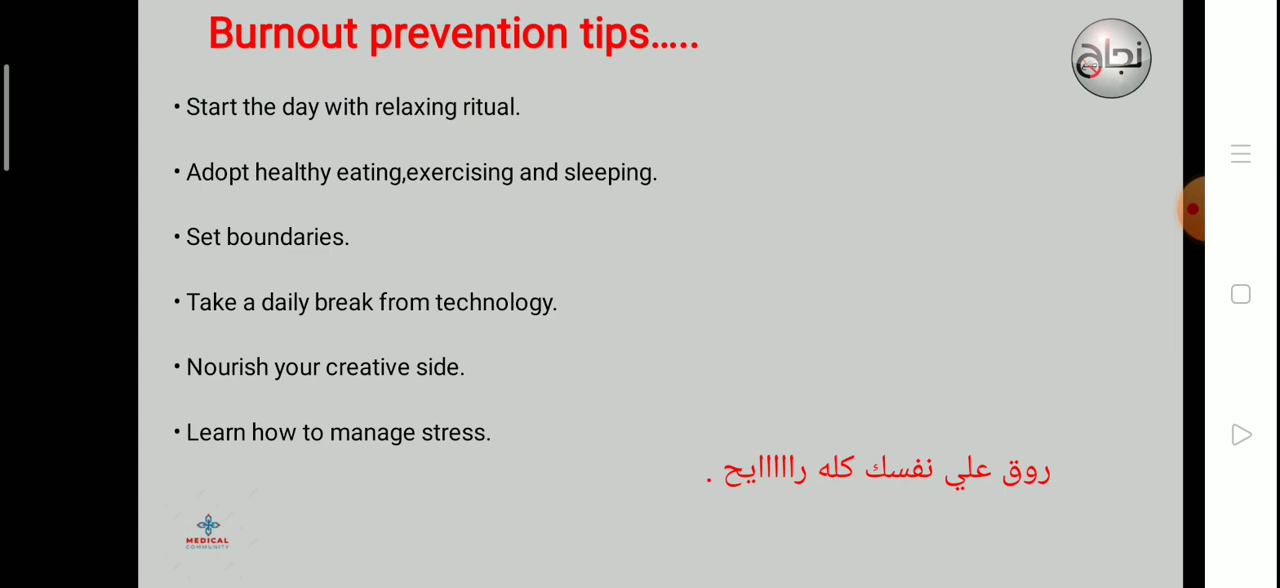 Burnout prevention tips.....
نجاح
• Start the day with relaxing ritual.
• Adopt healthy eating,exercising and sleeping.
• Set boundaries.
• Take a daily break from technology.
• Nourish your creative side.
• Learn how to manage stress.
روق علي نفسك كله رااااايح .
MEDICAL
COMMUNITY